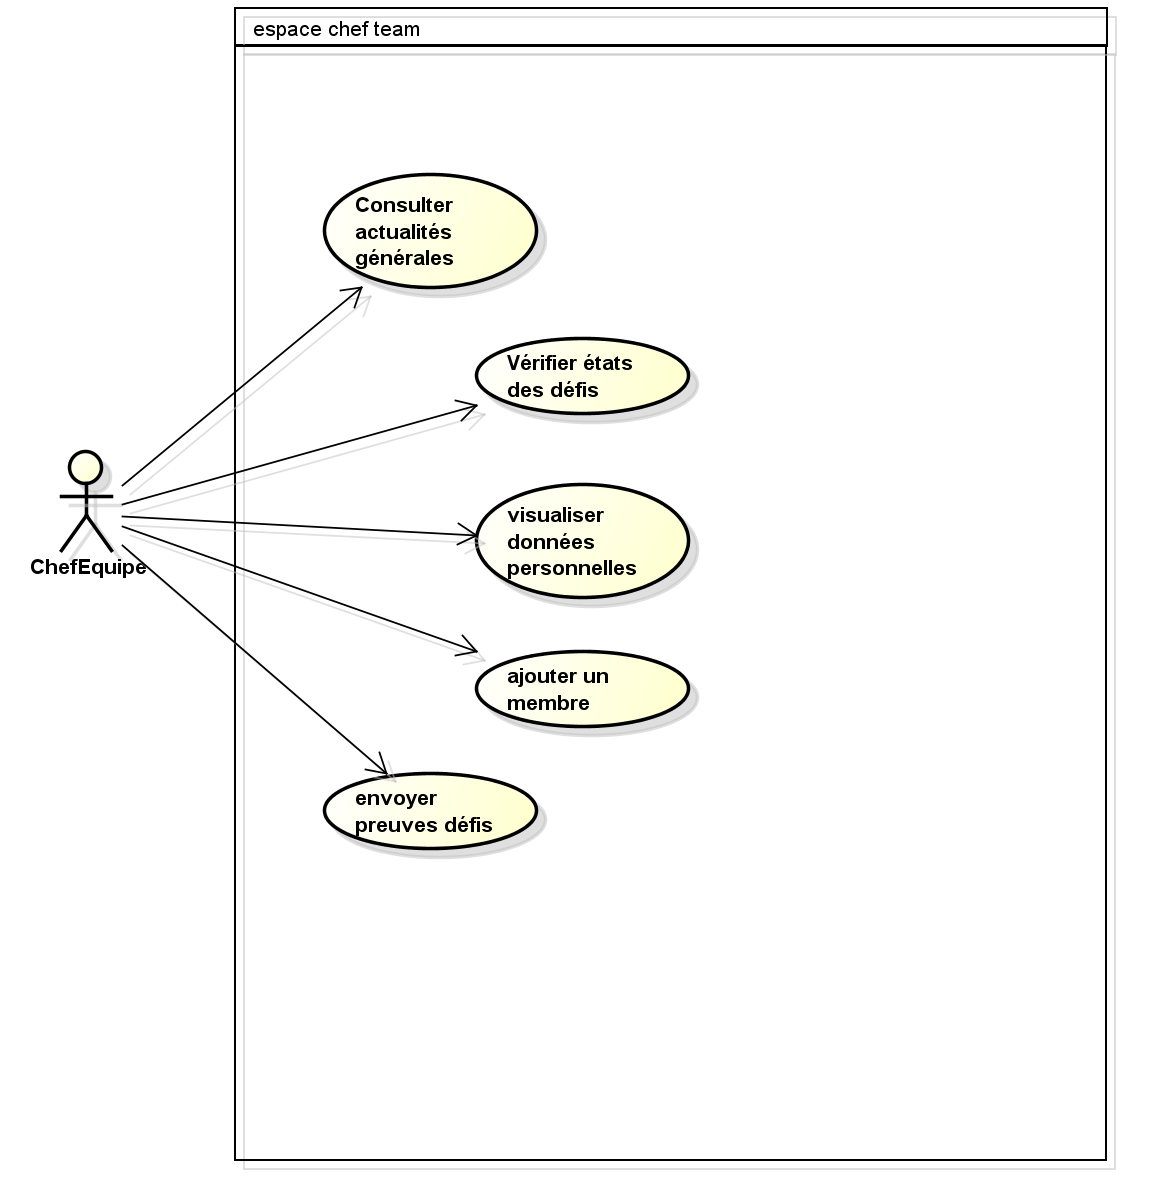 espace chef team
Consulter
actualités
générales
Vérifier états
des défis
visualiser
données
personnelles
ChefEquipe
ajouter un
membre
envoyer
preuves défis